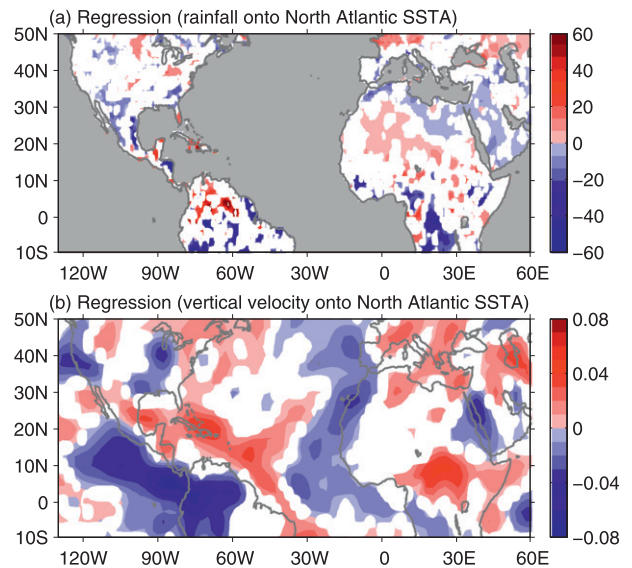 (a) Regression (rainfall onto North Atlantic SSTA)
50N
40N
30N
20N
10N
0
10S
120W 90W 60W 30W 0 30E 60E
60
40
20
0
−20
−40
−60
(b) Regression (vertical velocity onto North Atlantic SSTA)
50N
40N
30N
20N
10N
0
10S
120W 90W 60W 30W 0 30E 60E
0.08
0.04
0
−0.04
−0.08